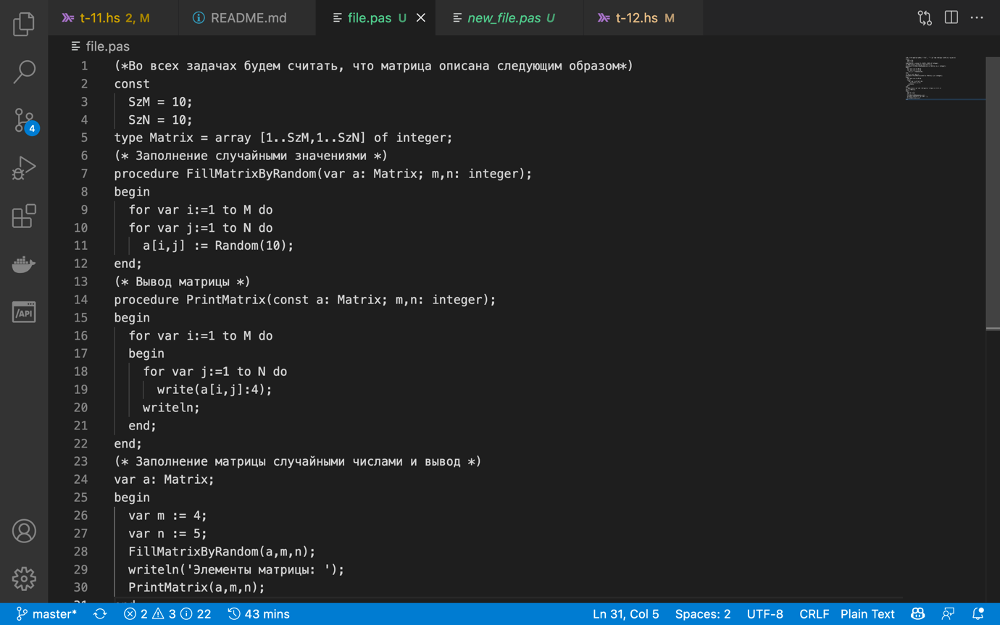 t-11.hs 2, M
README.md
file.pas U
new_file.pas U
t-12.hs M
file.pas
1 (*Во всех задачах будем считать, что матрица описана следующим образом*)
2 const
3 SzM = 10;
4 SzN = 10;
5 type Matrix = array [1..SzM,1..SzN] of integer;
6 (* Заполнение случайными значениями *)
7 procedure FillMatrixByRandom(var a: Matrix; m,n: integer);
8 begin
9 for var i:=1 to M do
10 for var j:=1 to N do
11 a[i,j] := Random(10);
12 end;
13 (* Вывод матрицы *)
14 procedure PrintMatrix(const a: Matrix; m,n: integer);
15 begin
16 for var i:=1 to M do
17 begin
18 for var j:=1 to N do
19 write(a[i,j]:4);
20 writeln;
21 end;
22 end;
23 (* Заполнение матрицы случайными числами и вывод *)
24 var a: Matrix;
25 begin
26 var m := 4;
27 var n := 5;
28 FillMatrixByRandom(a,m,n);
29 writeln('Элементы матрицы: ');
30 PrintMatrix(a,m,n);
4
/API
master* 2 3 22 43 mins Ln 31, Col 5 Spaces: 2 UTF-8 CRLF Plain Text